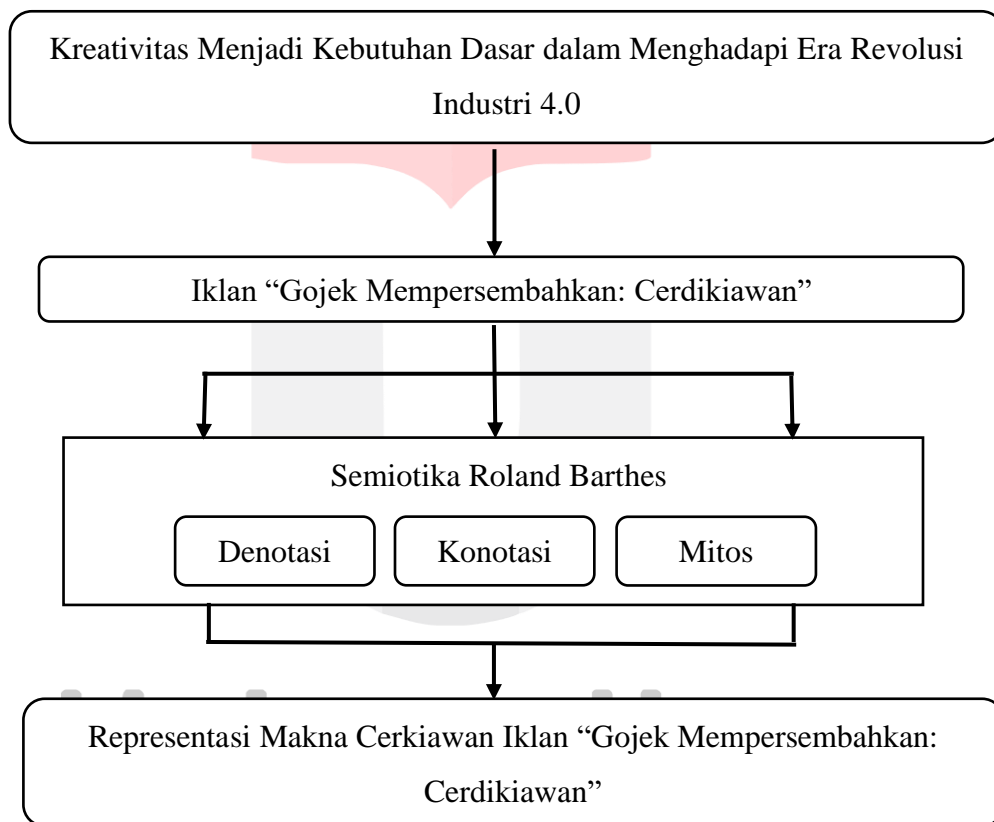 Kreativitas Menjadi Kebutuhan Dasar dalam Menghadapi Era Revolusi
Industri 4.0
Iklan “Gojek Mempersembahkan: Cerdikiawan”
Semiotika Roland Barthes
Denotasi
Konotasi
Mitos
Representasi Makna Cerkiawan Iklan “Gojek Mempersembahkan:
Cerdikiawan”